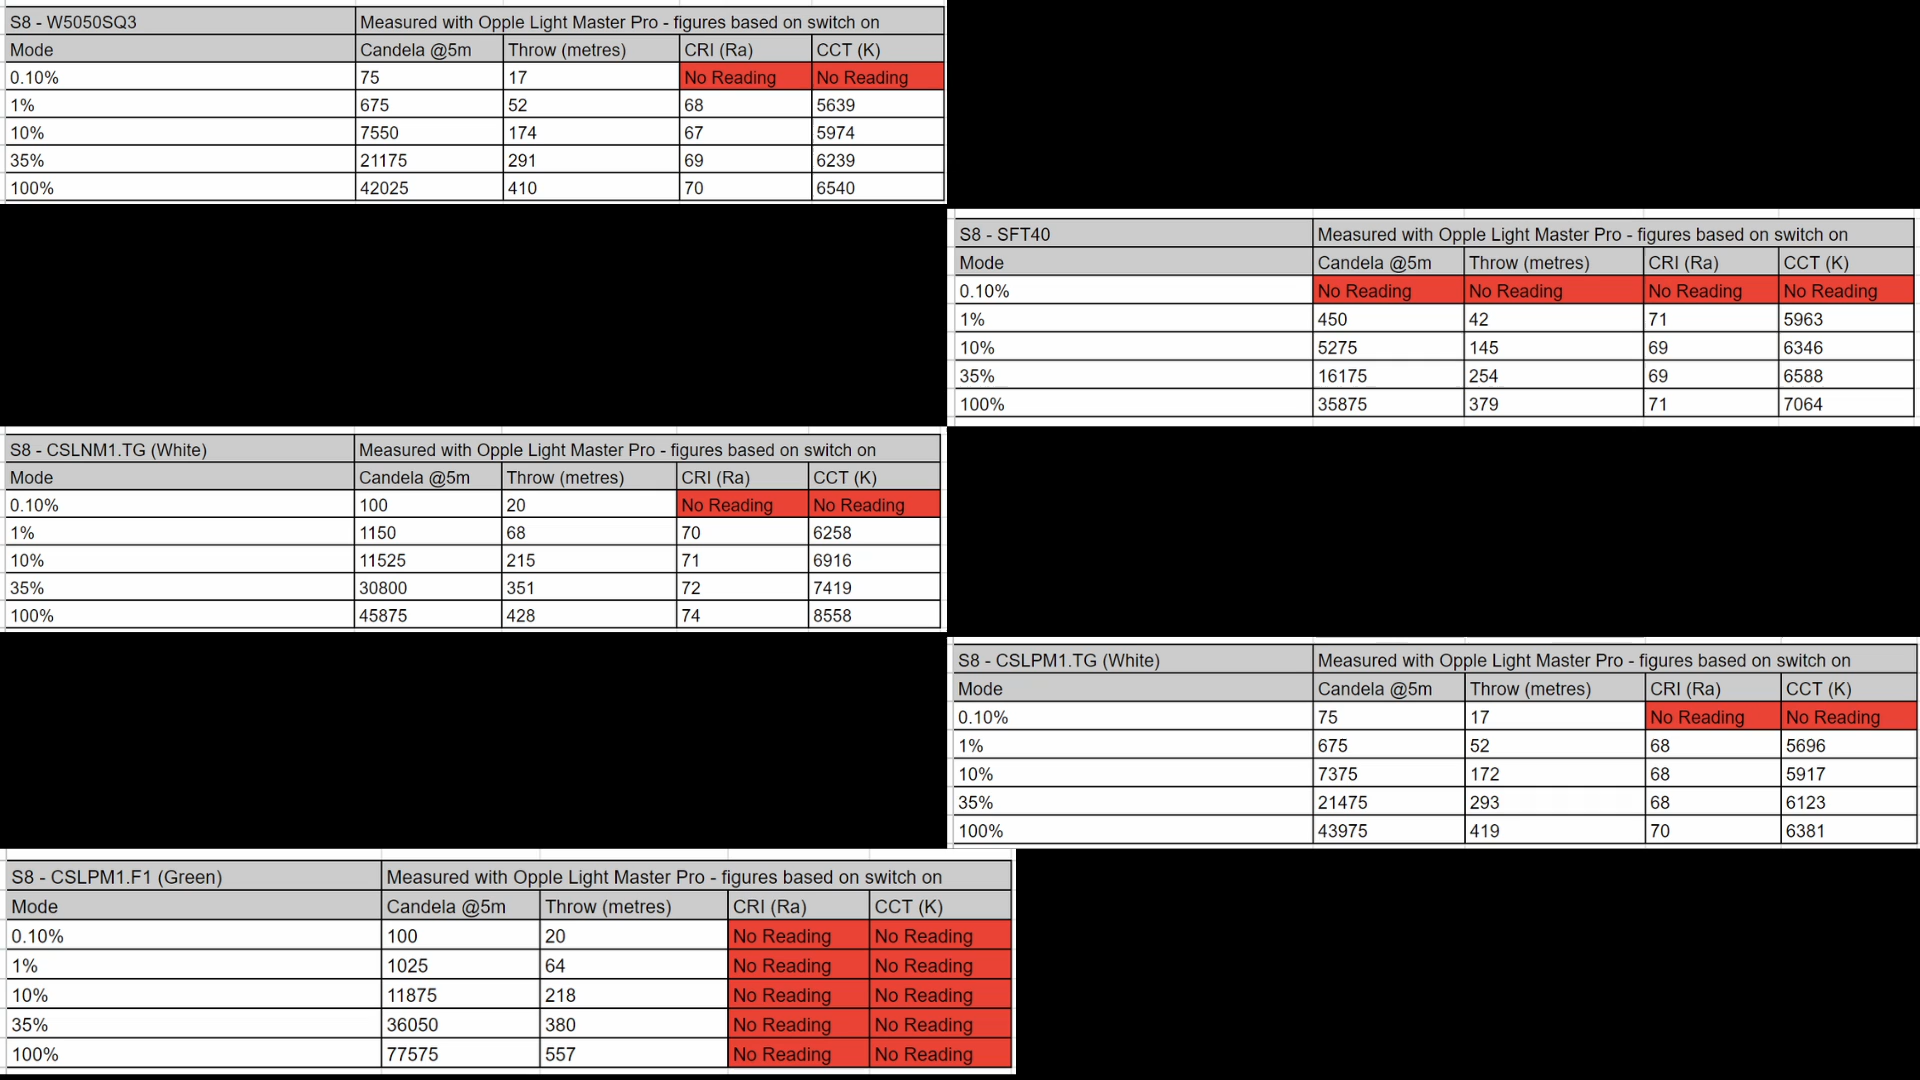 S8 - W5050SQ3 Measured with Opple Light Master Pro - figures based on switch on
Mode Candela @5m Throw (metres) CRI (Ra) CCT (K)
0.10% 75 17 No Reading No Reading
1% 675 52 68 5639
10% 7550 174 67 5974
35% 21175 291 69 6239
100% 42025 410 70 6540
S8 - SFT40 Measured with Opple Light Master Pro - figures based on switch on
Mode Candela @5m Throw (metres) CRI (Ra) CCT (K)
0.10% No Reading No Reading No Reading No Reading
1% 450 42 71 5963
10% 5275 145 69 6346
35% 16175 254 69 6588
100% 35875 379 71 7064
S8 - CSLNM1.TG (White) Measured with Opple Light Master Pro - figures based on switch on
Mode Candela @5m Throw (metres) CRI (Ra) CCT (K)
0.10% 100 20 No Reading No Reading
1% 1150 68 70 6258
10% 11525 215 71 6916
35% 30800 351 72 7419
100% 45875 428 74 8558
S8 - CSLPM1.TG (White) Measured with Opple Light Master Pro - figures based on switch on
Mode Candela @5m Throw (metres) CRI (Ra) CCT (K)
0.10% 75 17 No Reading No Reading
1% 675 52 68 5696
10% 7375 172 68 5917
35% 21475 293 68 6123
100% 43975 419 70 6381
S8 - CSLPM1.F1 (Green) Measured with Opple Light Master Pro - figures based on switch on
Mode Candela @5m Throw (metres) CRI (Ra) CCT (K)
0.10% 100 20 No Reading No Reading
1% 1025 64 No Reading No Reading
10% 11875 218 No Reading No Reading
35% 36050 380 No Reading No Reading
100% 77575 557 No Reading No Reading